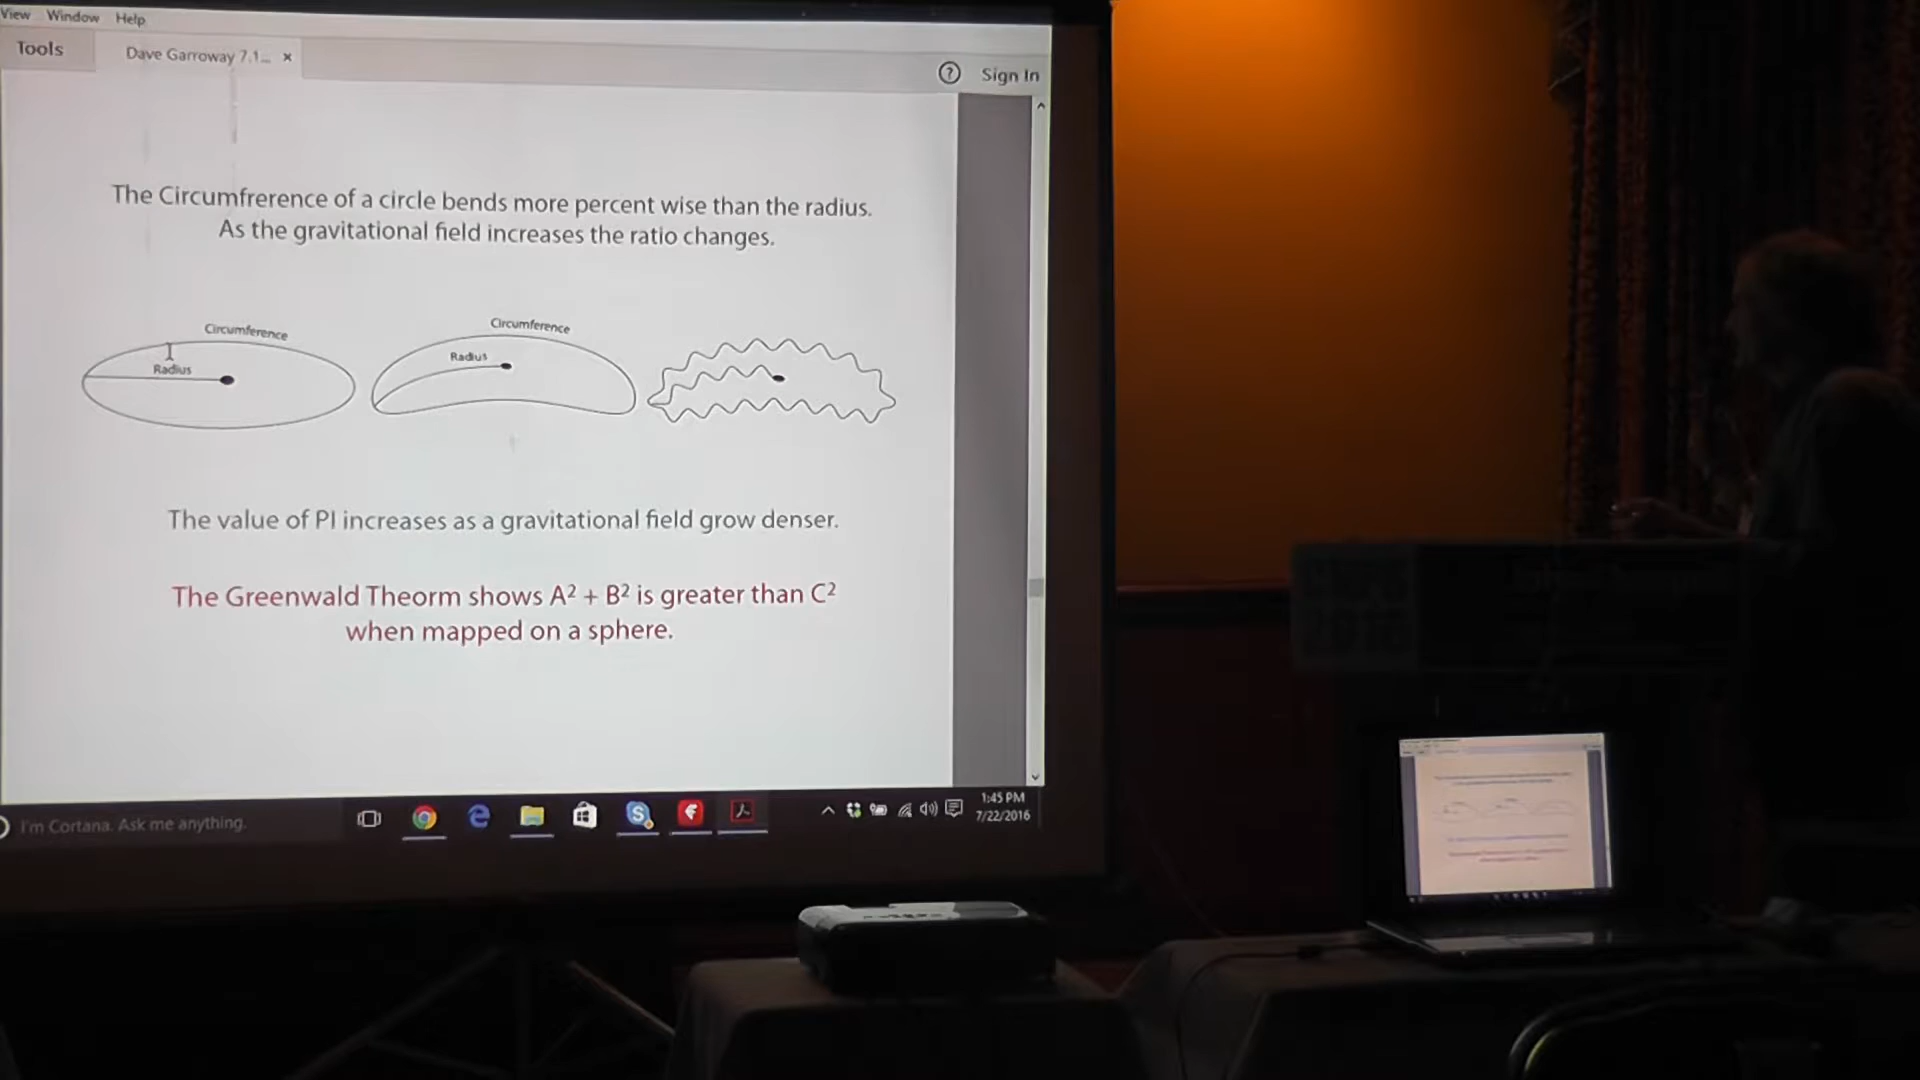 View Window Help
Tools Dave Garroway 7.1... ×
? Sign In
The Circumfrerence of a circle bends more percent wise than the radius.
As the gravitational field increases the ratio changes.
Circumference Circumference
Radius Radius
The value of PI increases as a gravitational field grow denser.
The Greenwald Theorm shows A² + B² is greater than C²
when mapped on a sphere.
I'm Cortana. Ask me anything.
1:45 PM
7/22/2016